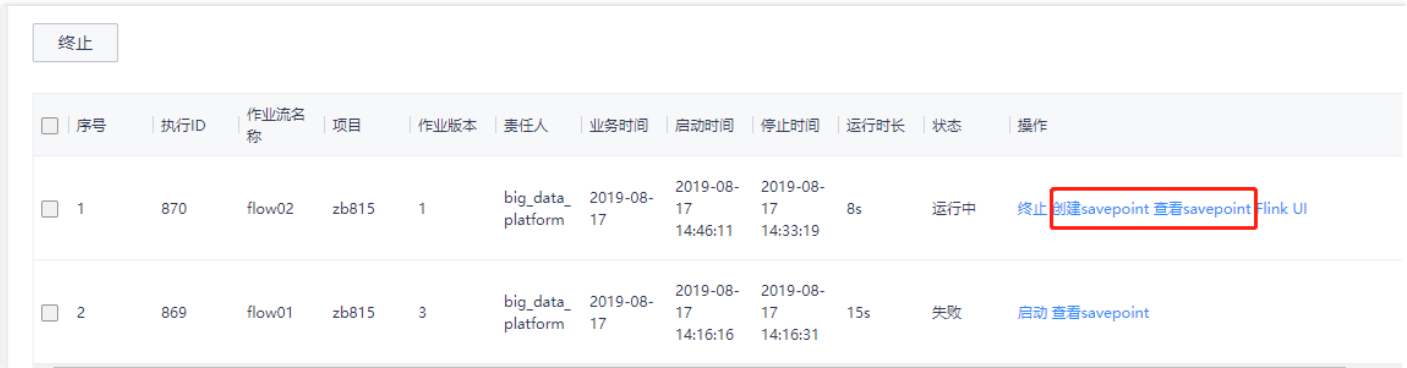 终止
序号 执行ID 作业流名称 项目 作业版本 责任人 业务时间 启动时间 停止时间 运行时长 状态 操作
1 870 flow02 zb815 1 big_data_platform 2019-08-17 2019-08-17 14:46:11 2019-08-17 14:33:19 8s 运行中 终止 创建savepoint 查看savepoint Flink UI
2 869 flow01 zb815 3 big_data_platform 2019-08-17 2019-08-17 14:16:16 2019-08-17 14:16:31 15s 失败 启动 查看savepoint